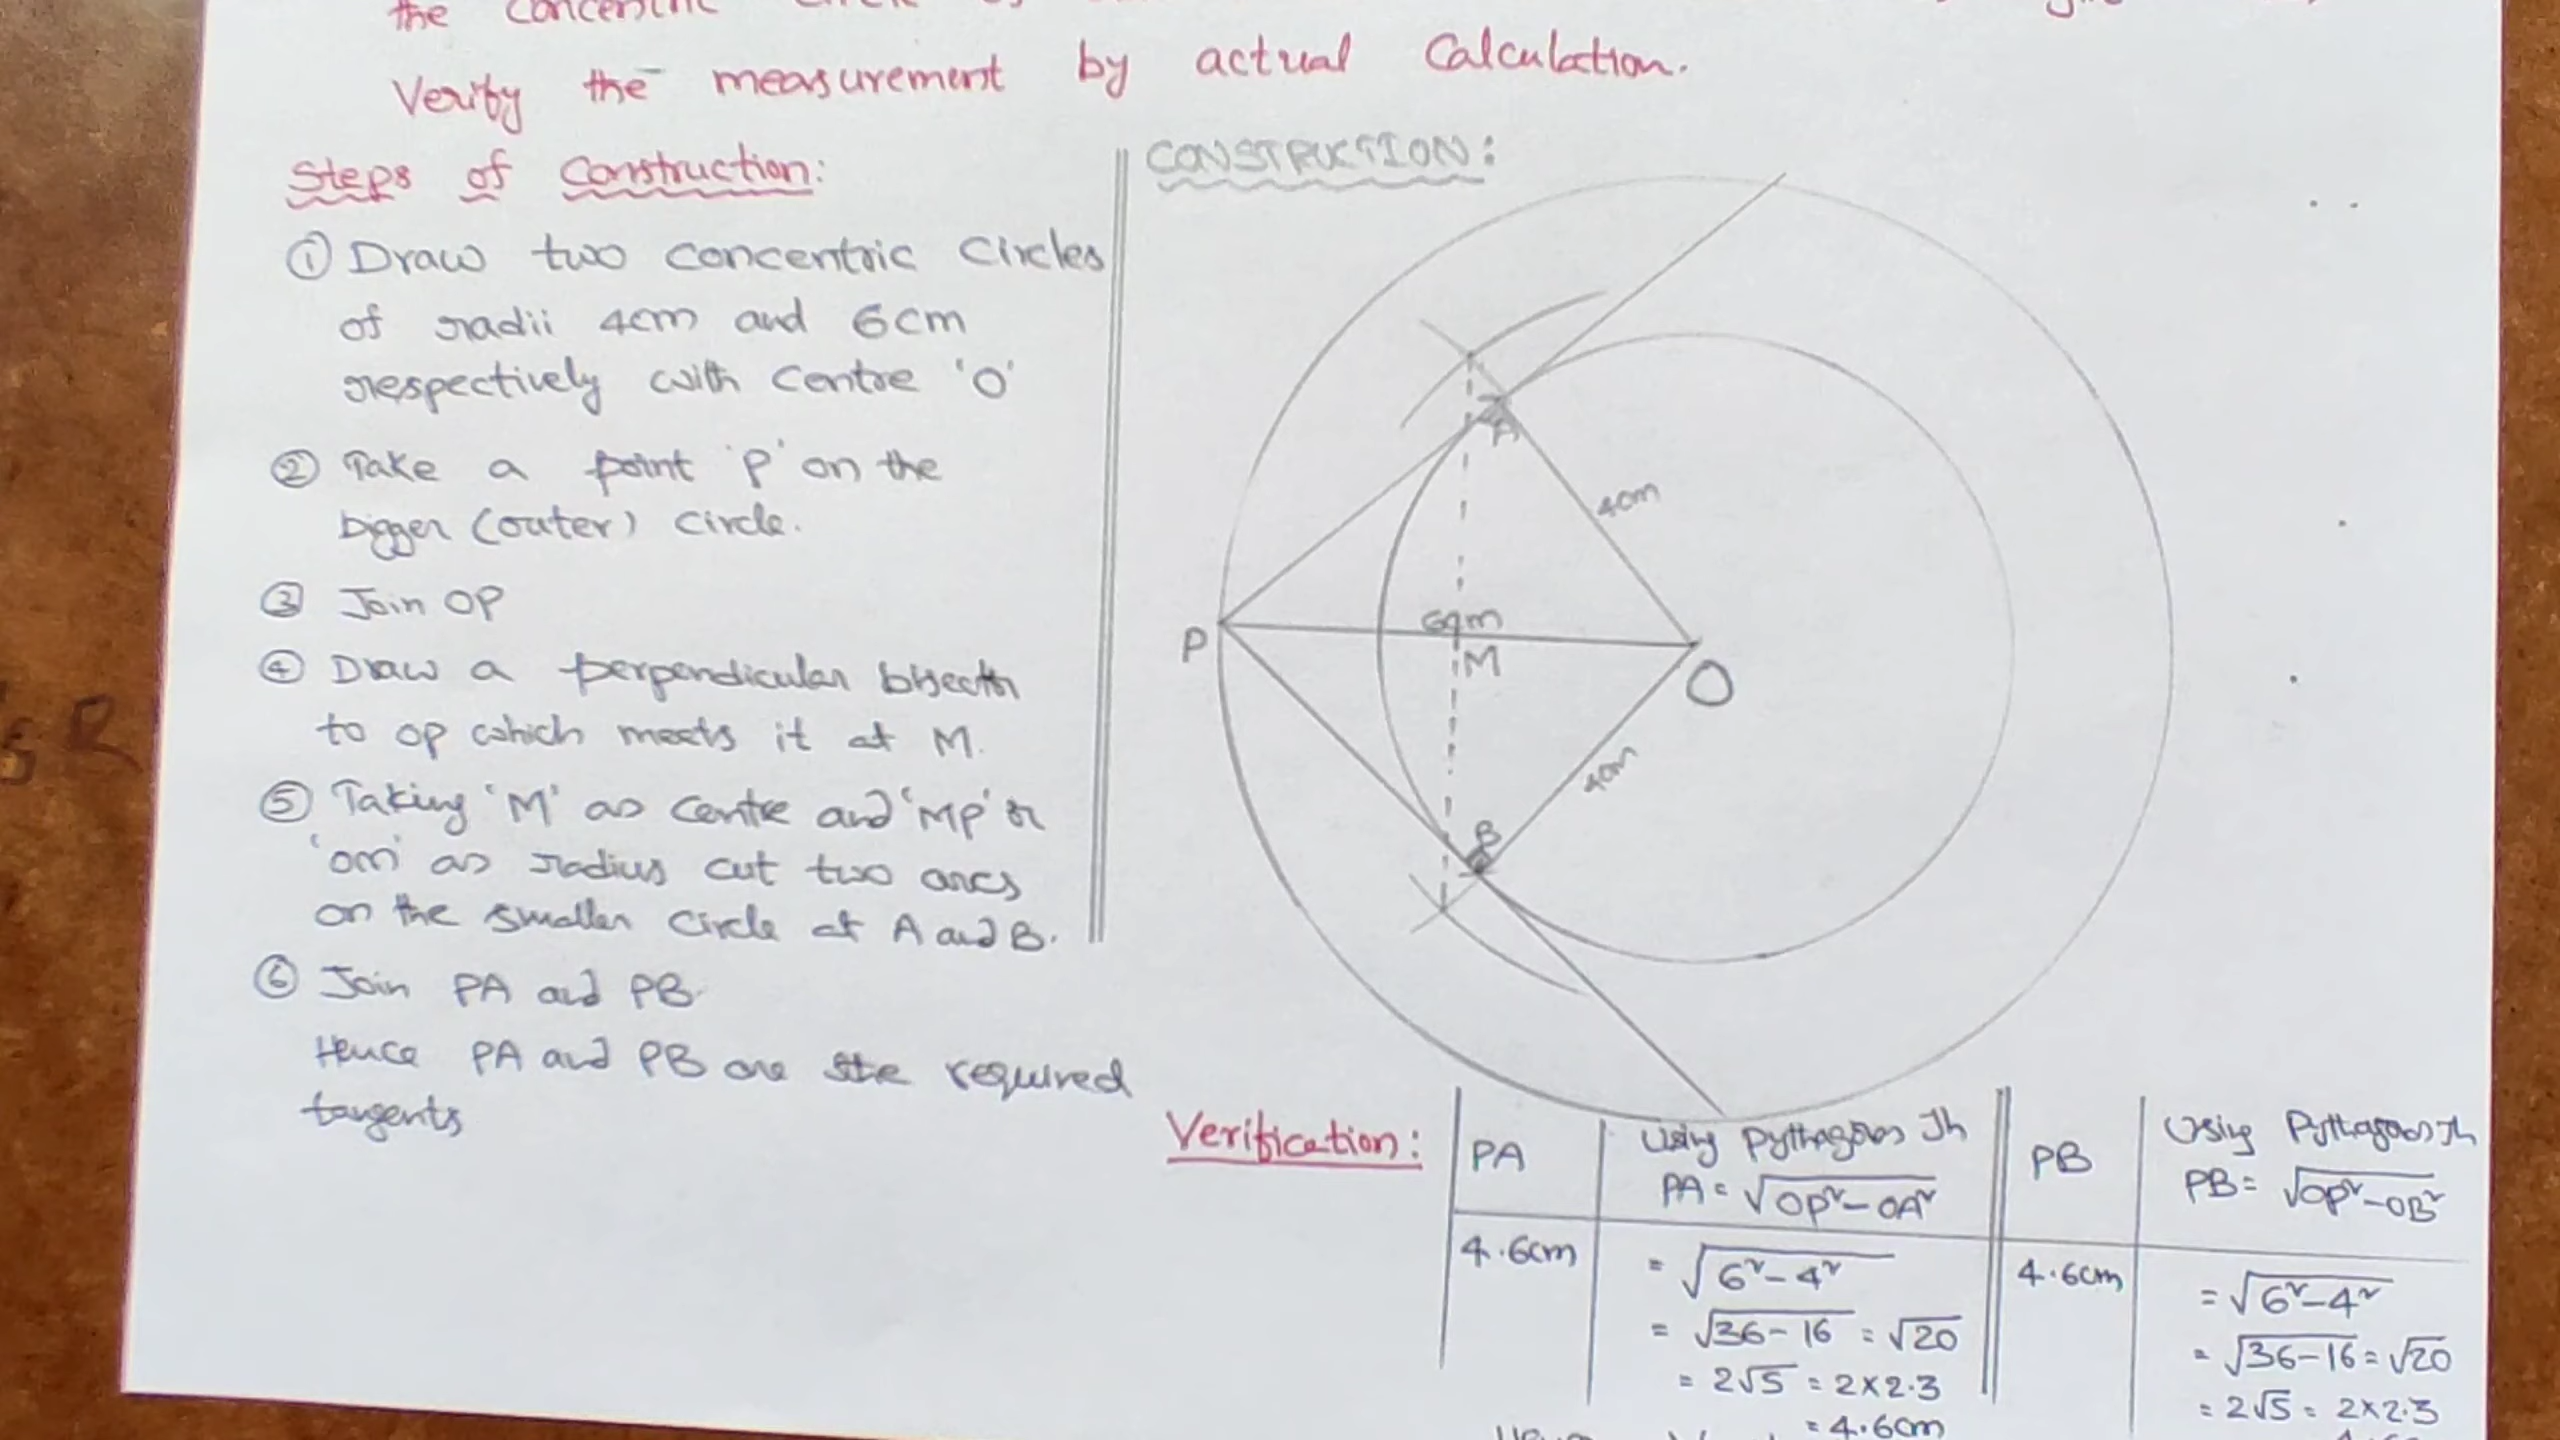 the concentric circle of
Verify the measurement by actual Calculation.
Steps of Construction:
① Draw two concentric circles
of radii 4cm and 6cm
respectively with centre 'O'
② Take a point 'P' on the
bigger (outer) circle.
③ Join OP
④ Draw a perpendicular bisector
to OP which meets it at M.
⑤ Taking 'M' as centre and 'MP' or
'OM' as radius cut two arcs
on the smaller circle at A and B.
⑥ Join PA and PB.
Hence PA and PB are the required
tangents
CONSTRUCTION:
A
4cm
6cm
P
M
O
4cm
B
Verification:
PA
Using Pythagoras Th
PA = √OP²-OA²
4.6cm
= √6²-4²
= √36-16 = √20
= 2√5 = 2×2.3
= 4.6cm
PB
Using Pythagoras Th
PB = √OP²-OB²
4.6cm
= √6²-4²
= √36-16 = √20
= 2√5 = 2×2.3